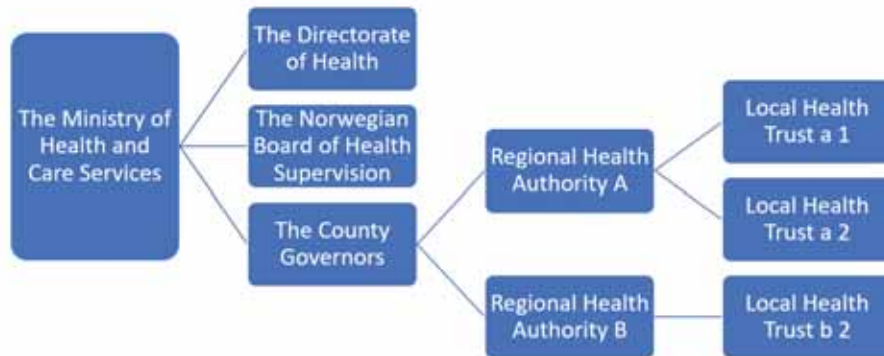 The Ministry of
Health and
Care Services
The Directorate
of Health
The Norwegian
Board of Health
Supervision
The County
Governors
Regional Health
Authority A
Regional Health
Authority B
Local Health
Trust a 1
Local Health
Trust a 2
Local Health
Trust b 2